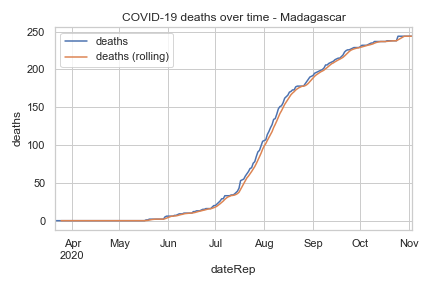 COVID-19 deaths over time - Madagascar
deaths
deaths (rolling)
250
200
150
100
50
0
deaths
Apr May Jun Jul Aug Sep Oct Nov
2020
dateRep